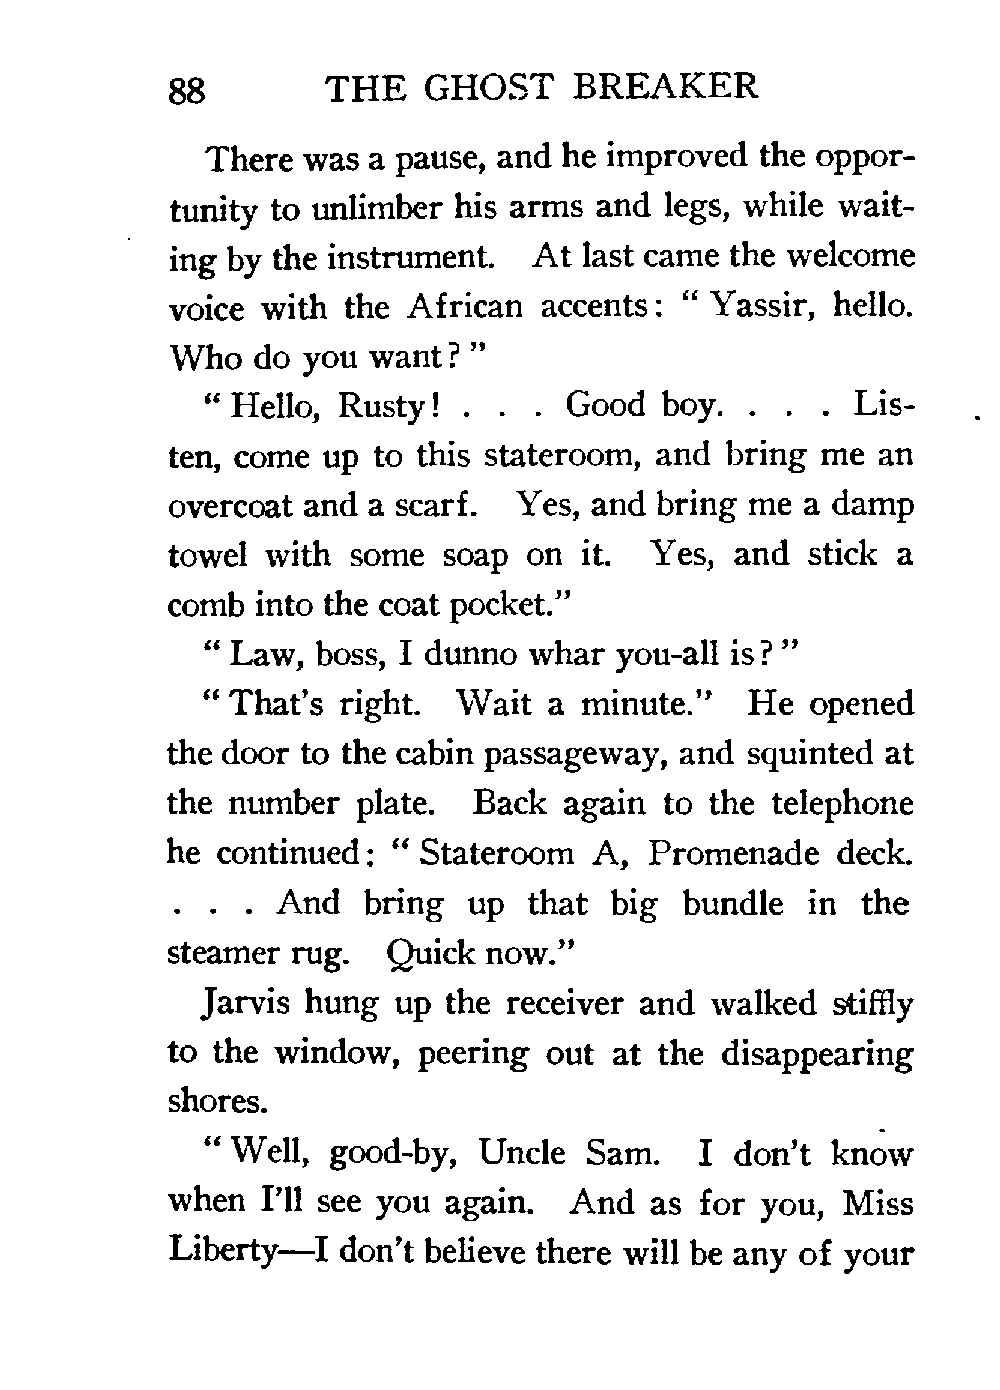 88 THE GHOST BREAKER
There was a pause, and he improved the oppor-
tunity to unlimber his arms and legs, while wait-
ing by the instrument. At last came the welcome
voice with the African accents: “ Yassir, hello.
Who do you want? ”
“ Hello, Rusty! . . . Good boy. . . . Lis-
ten, come up to this stateroom, and bring me an
overcoat and a scarf. Yes, and bring me a damp
towel with some soap on it. Yes, and stick a
comb into the coat pocket.”
“ Law, boss, I dunno whar you-all is? ”
“ That’s right. Wait a minute.” He opened
the door to the cabin passageway, and squinted at
the number plate. Back again to the telephone
he continued: “ Stateroom A, Promenade deck.
. . . And bring up that big bundle in the
steamer rug. Quick now.”
Jarvis hung up the receiver and walked stiffly
to the window, peering out at the disappearing
shores.
“ Well, good-by, Uncle Sam. I don’t know
when I’ll see you again. And as for you, Miss
Liberty—I don’t believe there will be any of your